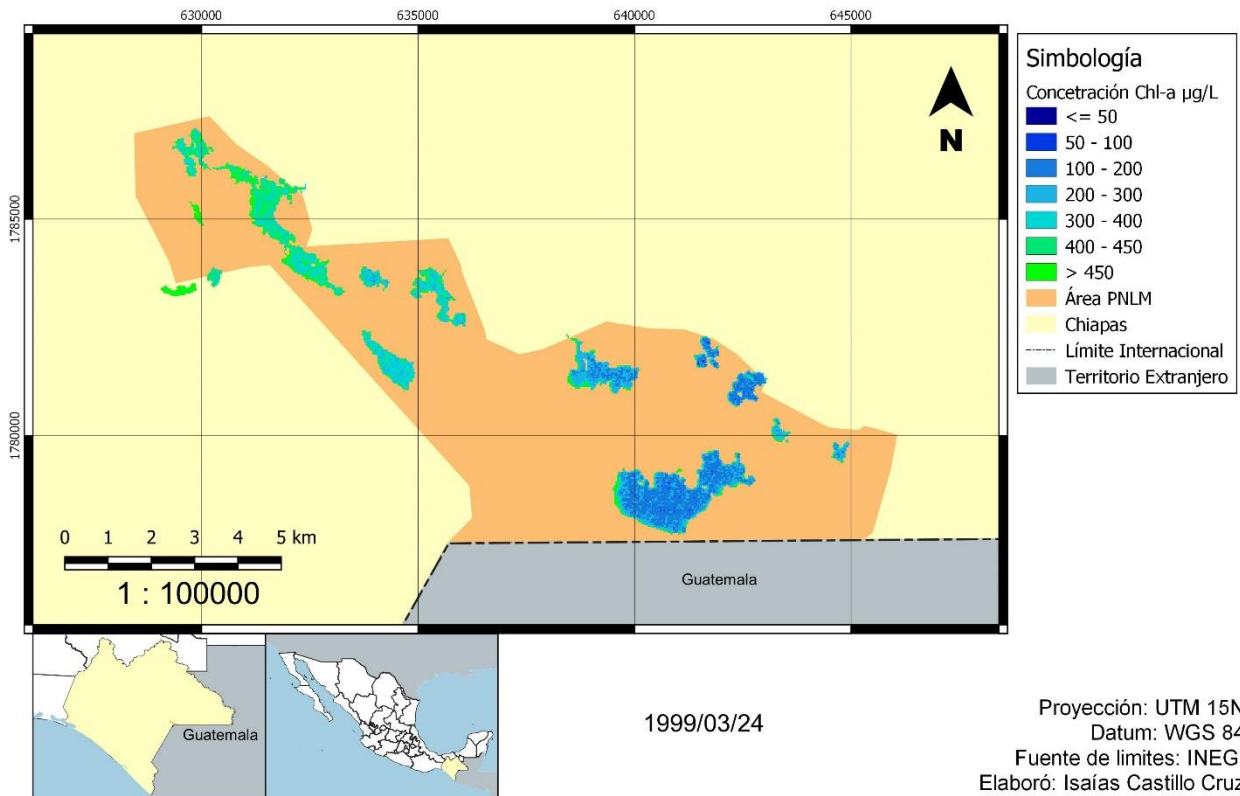 630000
635000
640000
645000
1785000
1780000
N
0 1 2 3 4 5 km
1 : 100000
Guatemala
Simbología
Concetración Chl-a µg/L
<= 50
50 - 100
100 - 200
200 - 300
300 - 400
400 - 450
> 450
Área PNLM
Chiapas
Límite Internacional
Territorio Extranjero
Guatemala
1999/03/24
Proyección: UTM 15N
Datum: WGS 84
Fuente de limites: INEG
Elaboró: Isaías Castillo Cruz